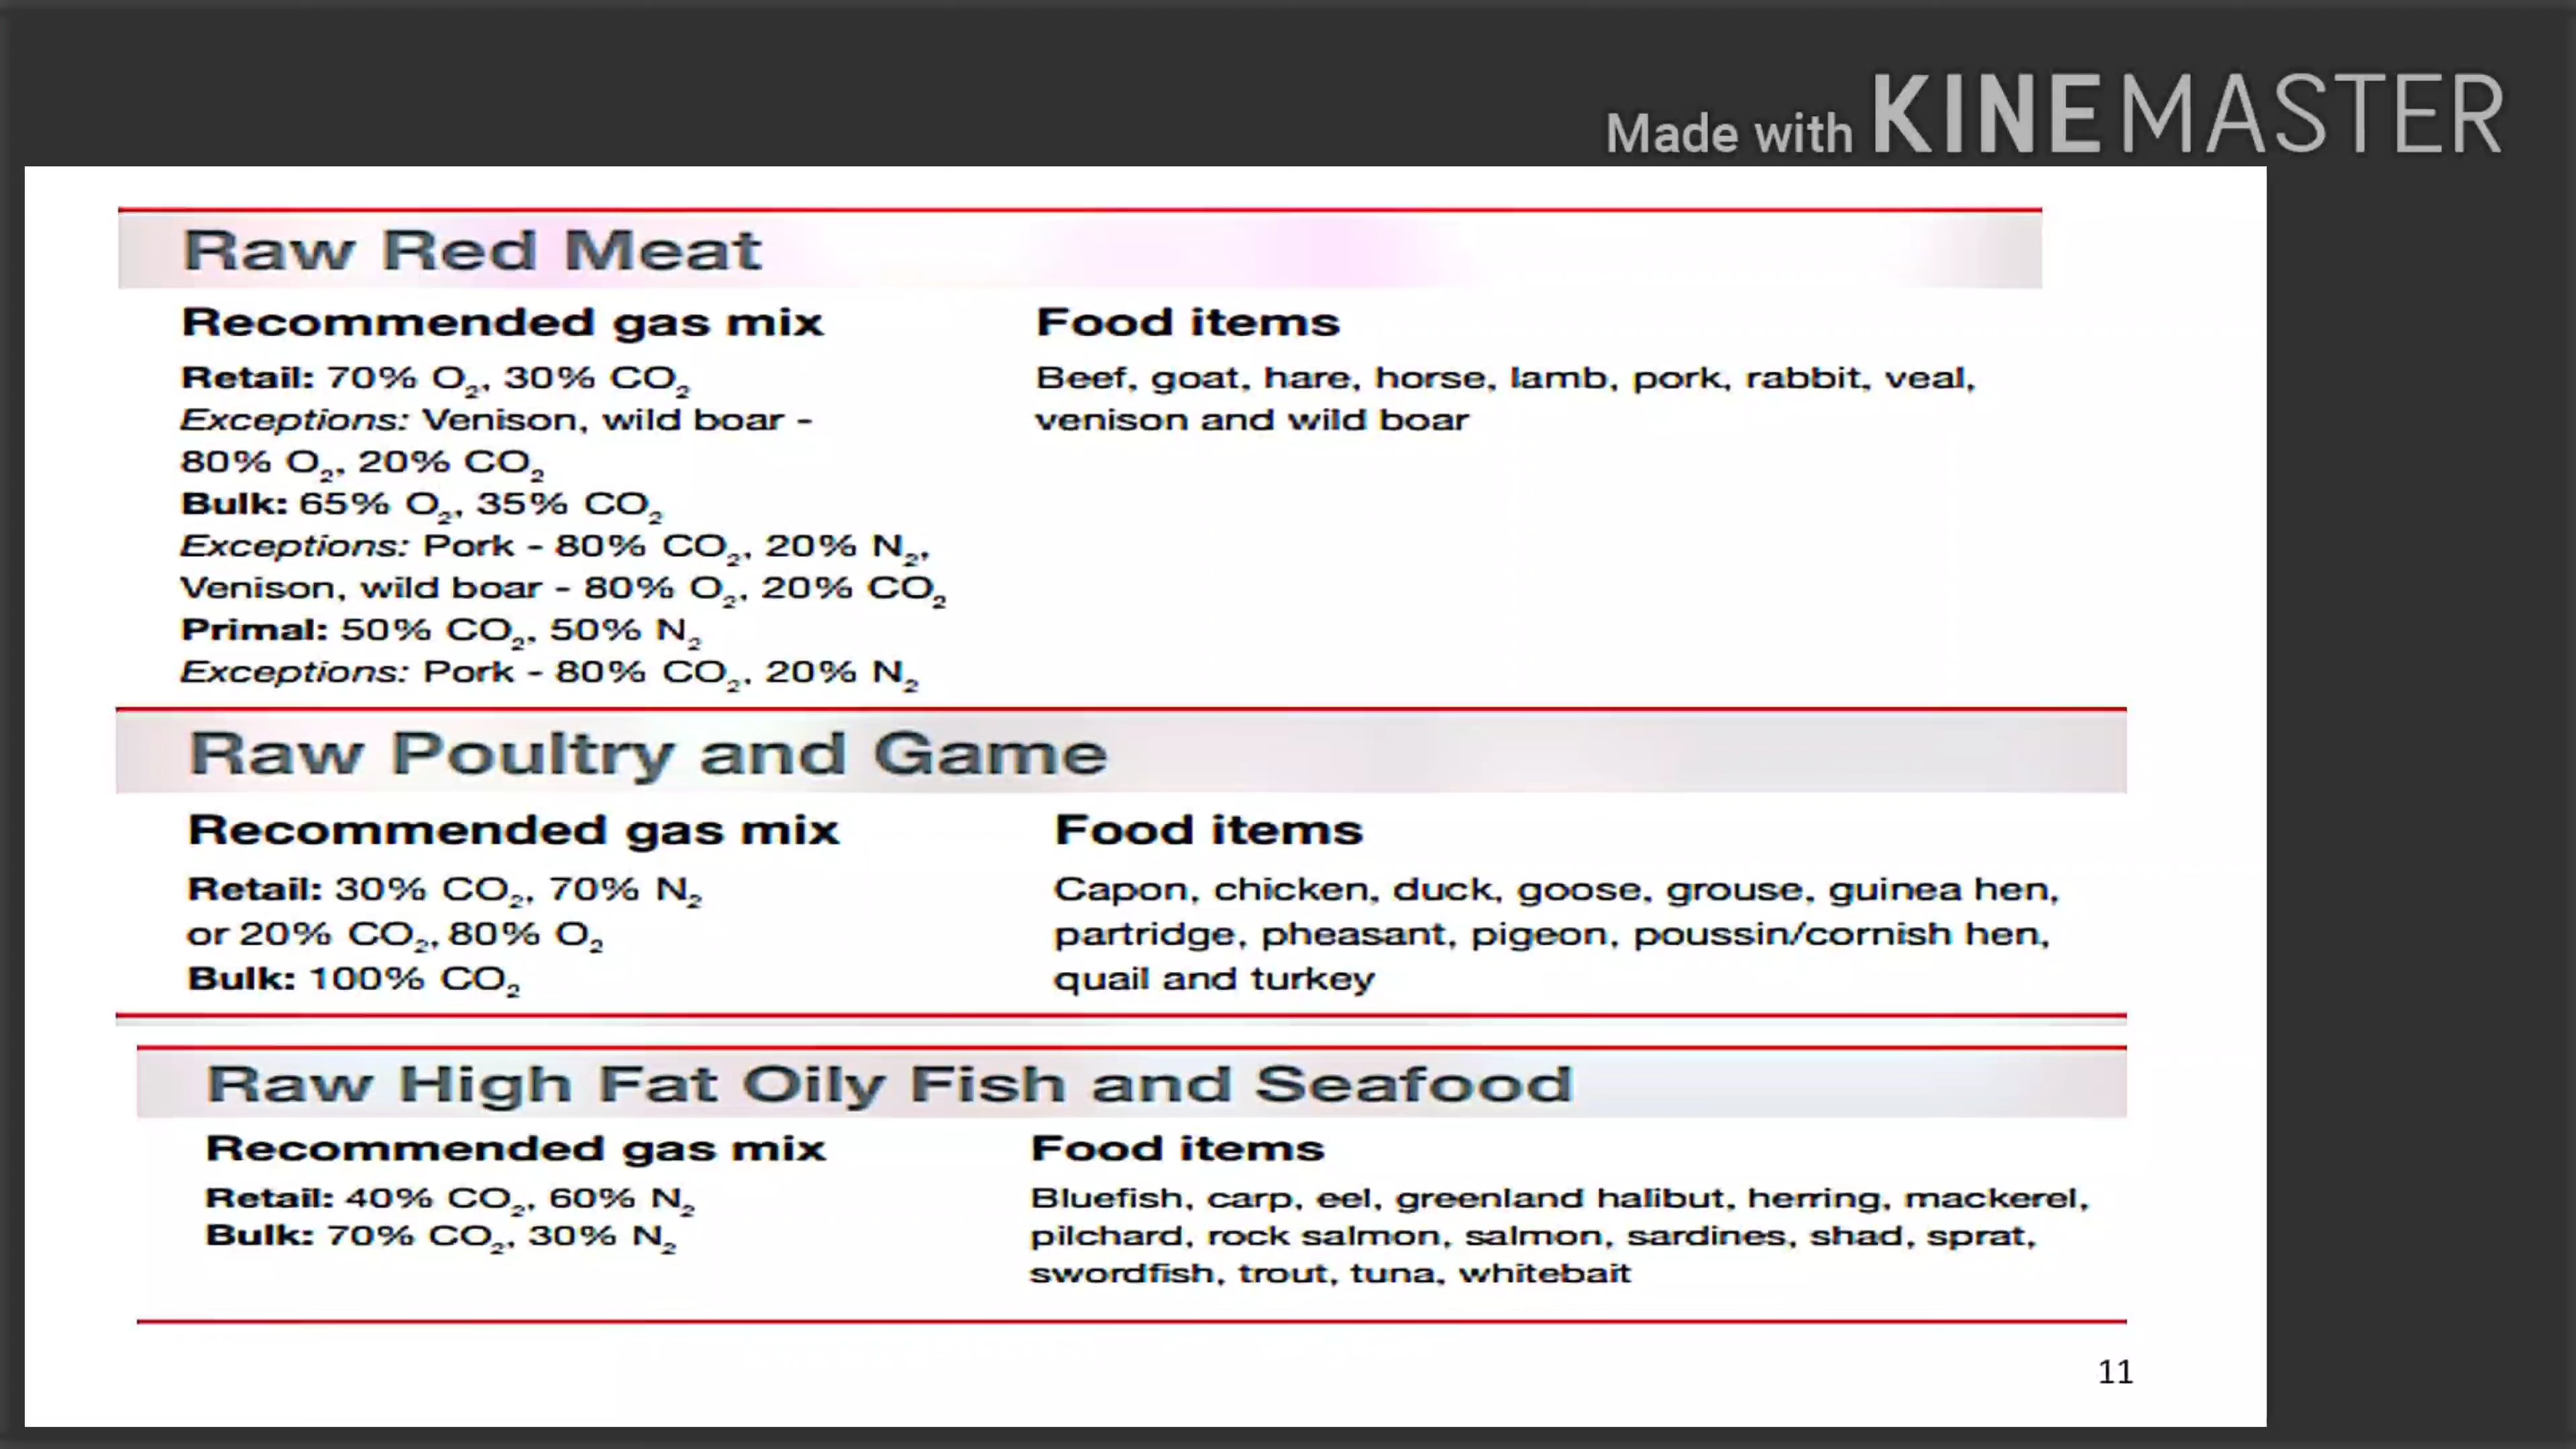 Made with KINEMASTER
Raw Red Meat
Recommended gas mix
Food items
Retail: 70% O₂, 30% CO₂
Exceptions: Venison, wild boar -
80% O₂, 20% CO₂
Bulk: 65% O₂, 35% CO₂
Exceptions: Pork - 80% CO₂, 20% N₂,
Venison, wild boar - 80% O₂, 20% CO₂
Primal: 50% CO₂, 50% N₂
Exceptions: Pork - 80% CO₂, 20% N₂
Beef, goat, hare, horse, lamb, pork, rabbit, veal,
venison and wild boar
Raw Poultry and Game
Recommended gas mix
Food items
Retail: 30% CO₂, 70% N₂
or 20% CO₂, 80% O₂
Bulk: 100% CO₂
Capon, chicken, duck, goose, grouse, guinea hen,
partridge, pheasant, pigeon, poussin/cornish hen,
quail and turkey
Raw High Fat Oily Fish and Seafood
Recommended gas mix
Food items
Retail: 40% CO₂, 60% N₂
Bulk: 70% CO₂, 30% N₂
Bluefish, carp, eel, greenland halibut, herring, mackerel,
pilchard, rock salmon, salmon, sardines, shad, sprat,
swordfish, trout, tuna, whitebait
11